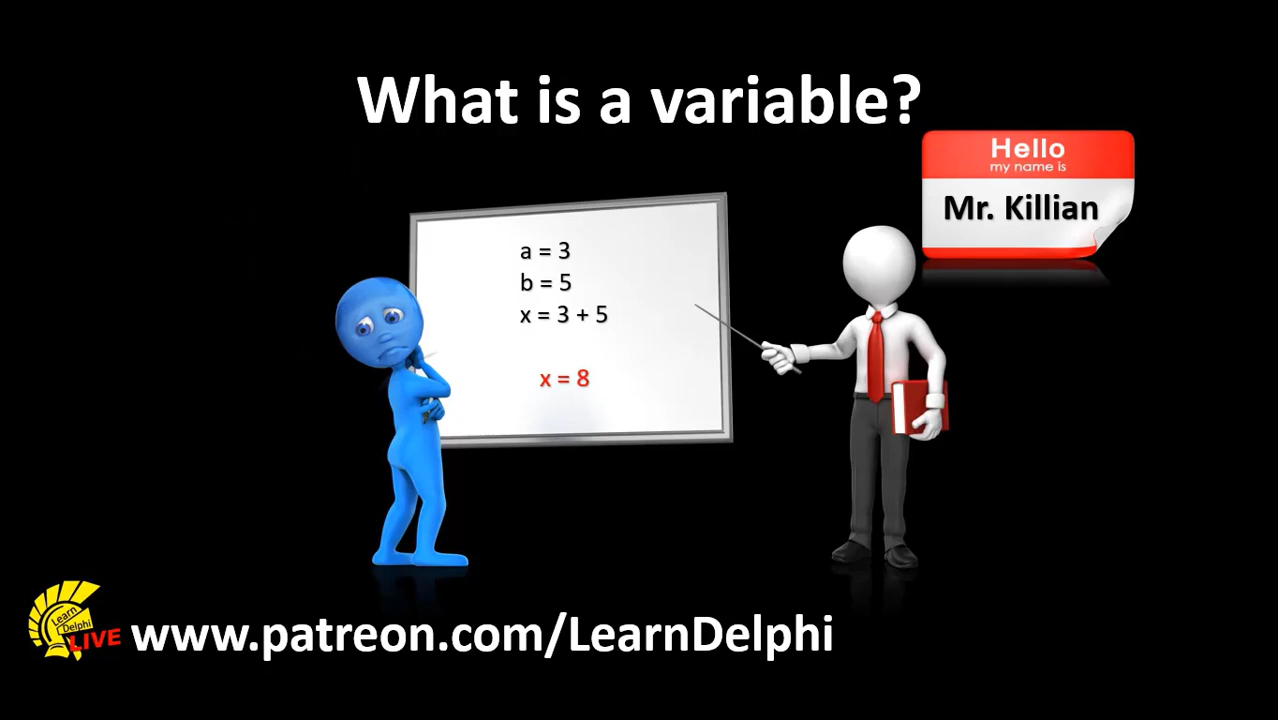 What is a variable?
Hello
my name is
Mr. Killian
a = 3
b = 5
x = 3 + 5
x = 8
Learn
Delphi
LIVE
www.patreon.com/LearnDelphi